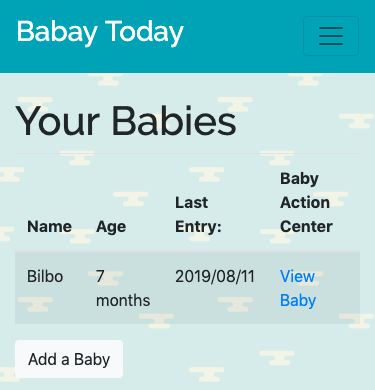 Babay Today
Your Babies
Name Age Last Entry: Baby Action Center
Bilbo 7 months 2019/08/11 View Baby
Add a Baby